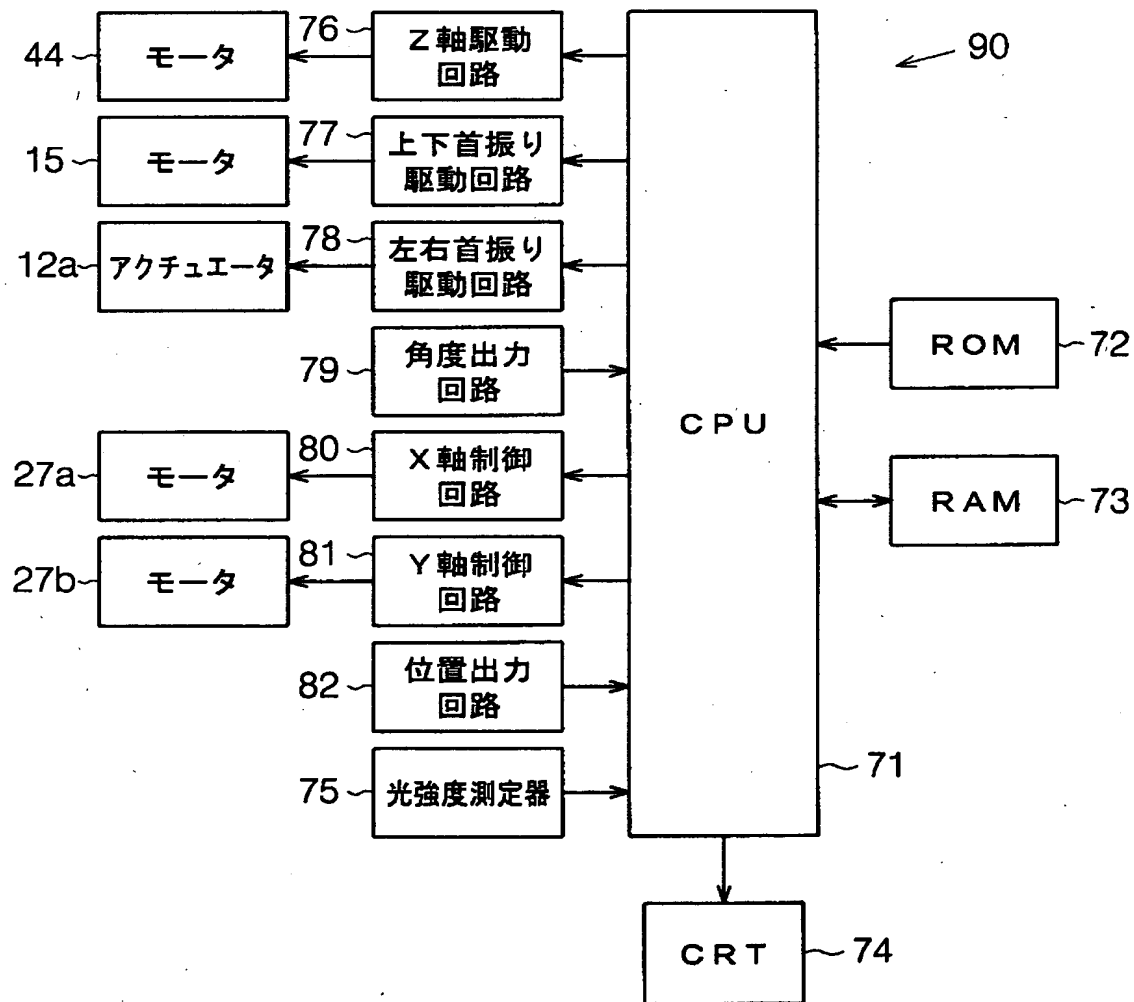 76
Z軸駆動
回路
44
モータ
90
77
上下首振り
駆動回路
15
モータ
78
左右首振り
駆動回路
12a
アクチュエータ
79
角度出力
回路
ROM
72
CPU
80
X軸制御
回路
27a
モータ
RAM
73
81
Y軸制御
回路
27b
モータ
82
位置出力
回路
75
光強度測定器
71
CRT
74